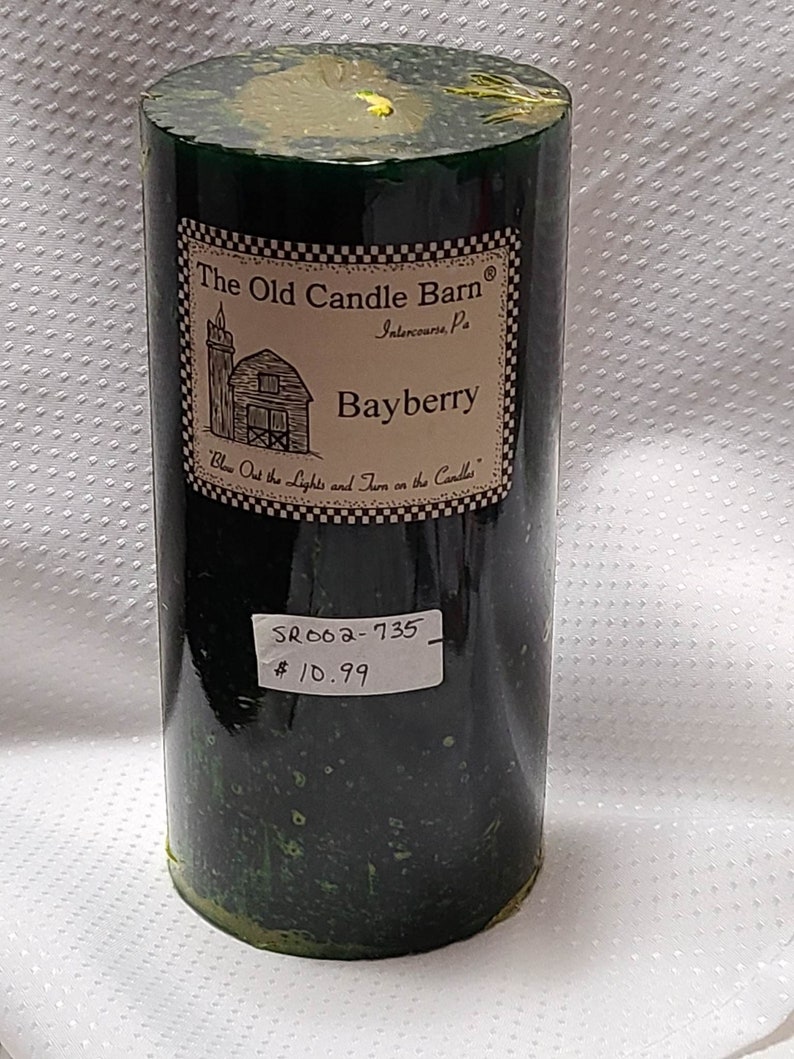 The Old Candle Barn®
Intercourse, Pa
Bayberry
"Blow Out the Lights and Turn on the Candles"
SR002-735
$10.99